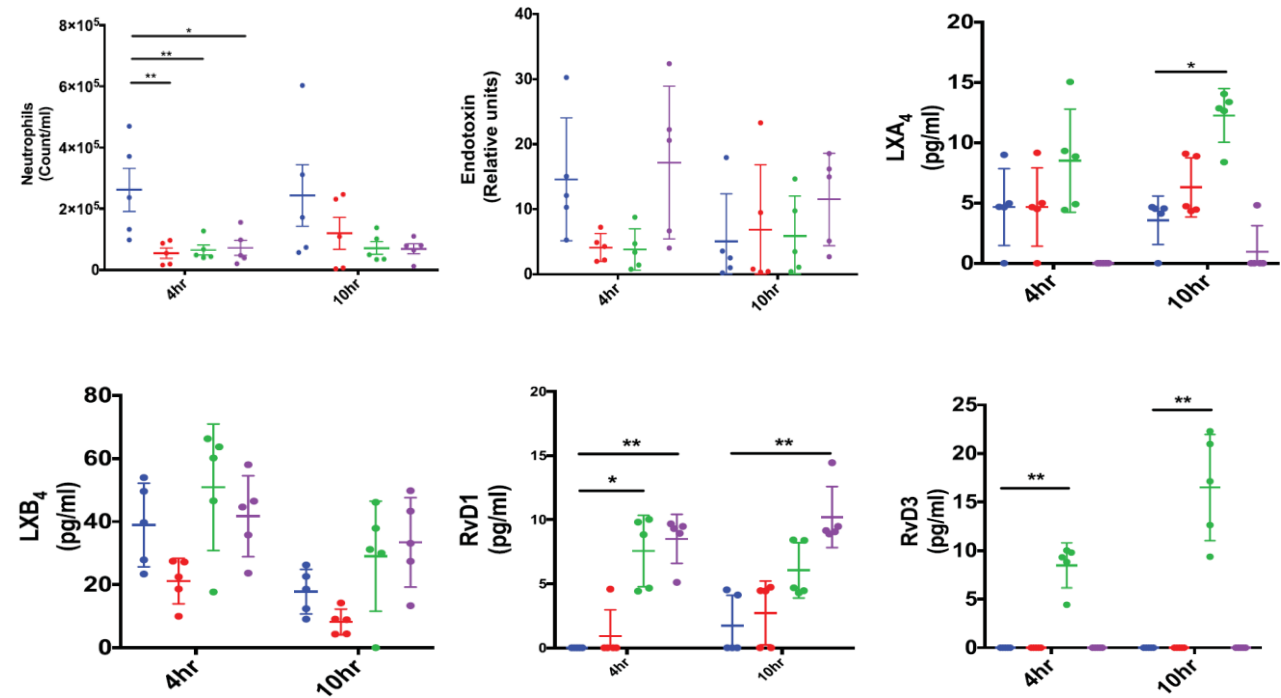 8×10⁵
6×10⁵
4×10⁵
2×10⁵
0
Neutrophils
(Count/ml)
*
**
**
4hr
10hr
40
30
20
10
0
Endotoxin
(Relative units)
4hr
10hr
20
15
10
5
0
LXA₄
(pg/ml)
*
4hr
10hr
80
60
40
20
0
LXB₄
(pg/ml)
4hr
10hr
20
15
10
5
0
RvD1
(pg/ml)
**
*
**
4hr
10hr
25
20
15
10
5
0
RvD3
(pg/ml)
**
**
4hr
10hr